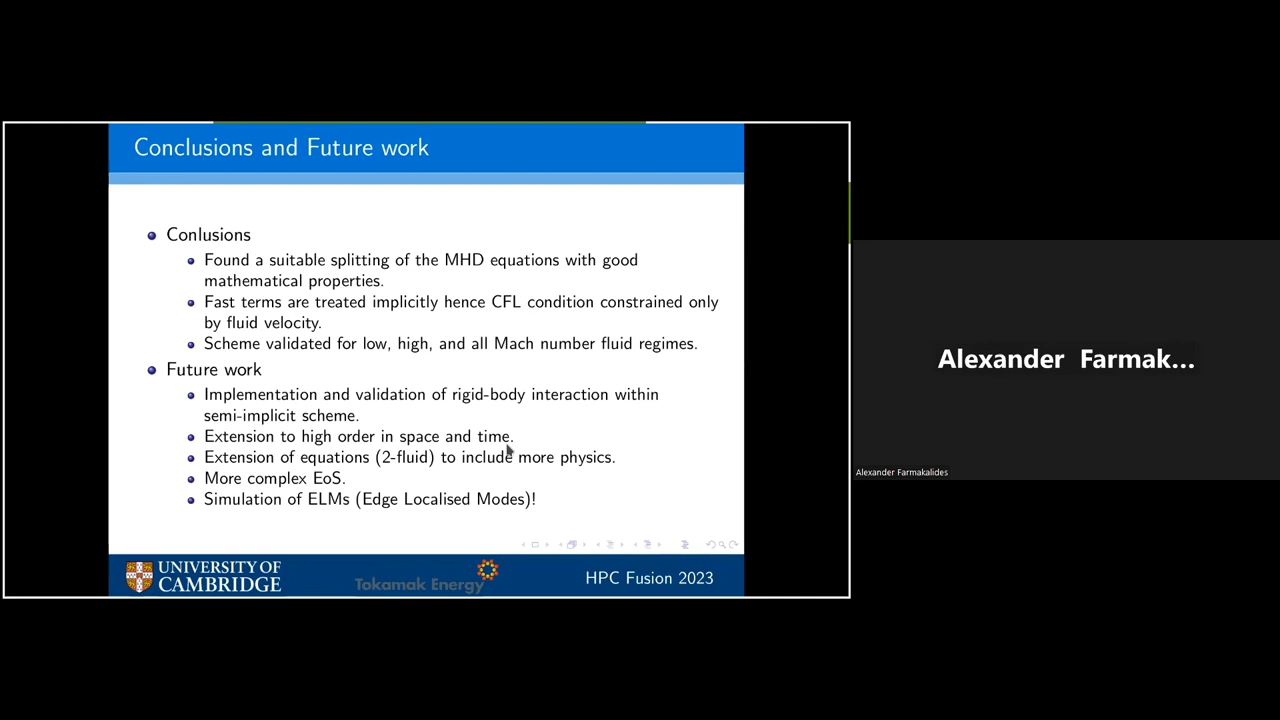 Conclusions and Future work
Conlusions
Found a suitable splitting of the MHD equations with good
mathematical properties.
Fast terms are treated implicitly hence CFL condition constrained only
by fluid velocity.
Scheme validated for low, high, and all Mach number fluid regimes.
Future work
Implementation and validation of rigid-body interaction within
semi-implicit scheme.
Extension to high order in space and time.
Extension of equations (2-fluid) to include more physics.
More complex EoS.
Simulation of ELMs (Edge Localised Modes)!
UNIVERSITY OF
CAMBRIDGE
Tokamak Energy
HPC Fusion 2023
Alexander Farmak...
Alexander Farmakalides